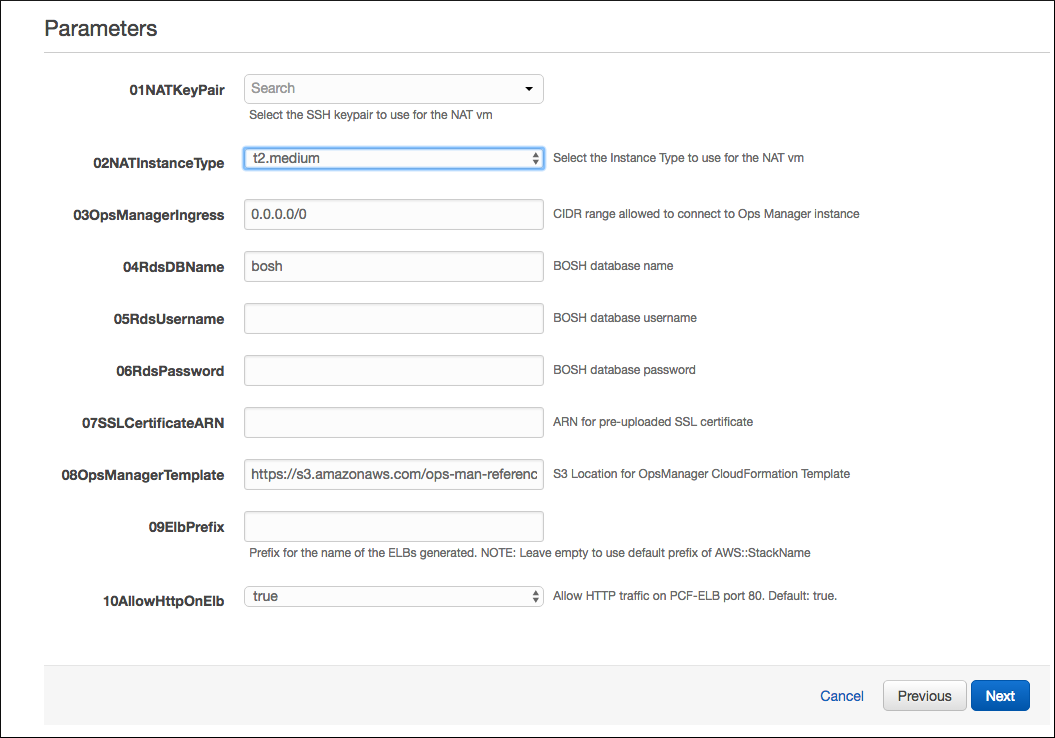 Parameters
01NATKeyPair
Search
Select the SSH keypair to use for the NAT vm
02NATInstanceType
t2.medium
Select the Instance Type to use for the NAT vm
03OpsManagerIngress
0.0.0.0/0
CIDR range allowed to connect to Ops Manager instance
04RdsDBName
bosh
BOSH database name
05RdsUsername
BOSH database username
06RdsPassword
BOSH database password
07SSLCertificateARN
ARN for pre-uploaded SSL certificate
08OpsManagerTemplate
https://s3.amazonaws.com/ops-man-referenc
S3 Location for OpsManager CloudFormation Template
09ElbPrefix
Prefix for the name of the ELBs generated. NOTE: Leave empty to use default prefix of AWS::StackName
10AllowHttpOnElb
true
Allow HTTP traffic on PCF-ELB port 80. Default: true.
Cancel
Previous
Next